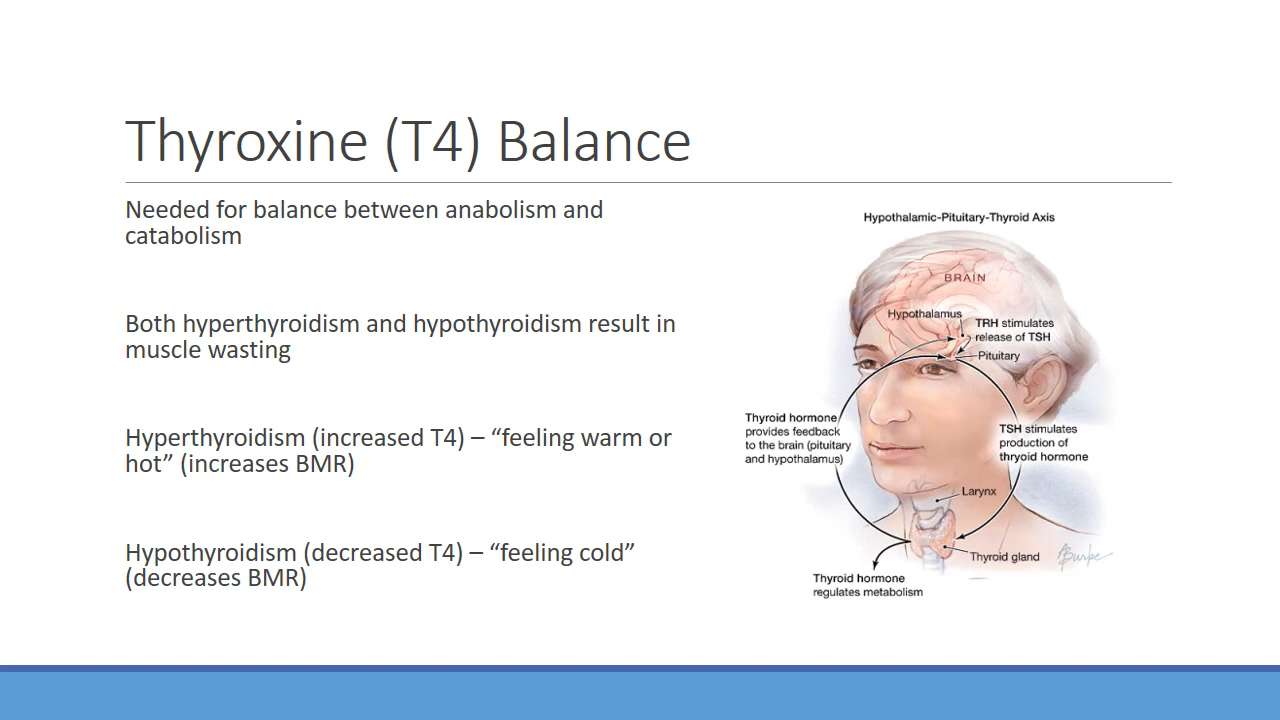 Thyroxine (T4) Balance
Needed for balance between anabolism and
catabolism
Both hyperthyroidism and hypothyroidism result in
muscle wasting
Hyperthyroidism (increased T4) – “feeling warm or
hot” (increases BMR)
Hypothyroidism (decreased T4) – “feeling cold”
(decreases BMR)
Hypothalamic-Pituitary-Thyroid Axis
BRAIN
Hypothalamus
TRH stimulates
release of TSH
Pituitary
Thyroid hormone
provides feedback
to the brain (pituitary
and hypothalamus)
TSH stimulates
production of
thryoid hormone
Larynx
Thyroid gland
Thyroid hormone
regulates metabolism